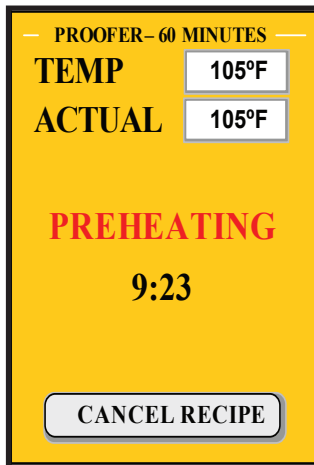 PROOFER– 60 MINUTES
TEMP 105ºF
ACTUAL 105ºF
PREHEATING
9:23
CANCEL RECIPE